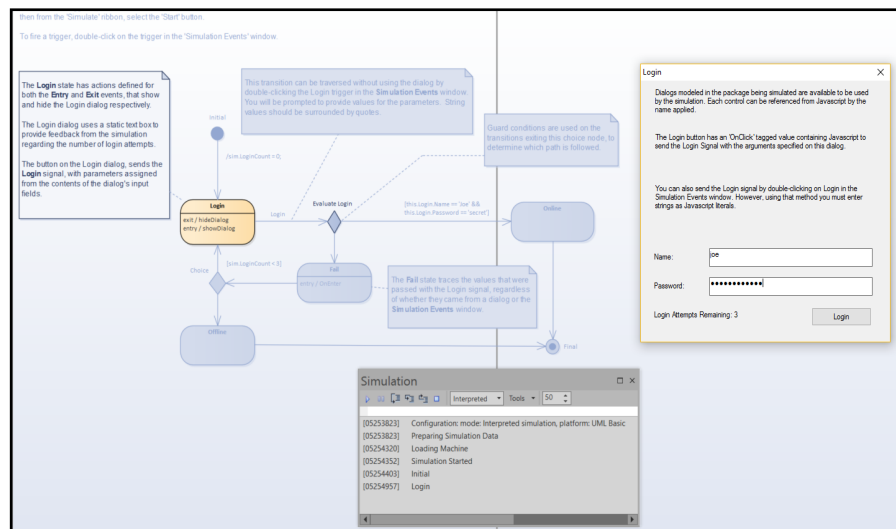 then from the 'Simulate' ribbon, select the 'Start' button.
To fire a trigger, double-click on the trigger in the 'Simulation Events' window.
The Login state has actions defined for
both the Entry and Exit events, that show
and hide the Login dialog respectively.
The Login dialog uses a static text box to
provide feedback from the simulation
regarding the number of login attempts.
The button on the Login dialog, sends the
Login signal, with parameters assigned
from the contents of the dialog's input
fields.
This transition can be traversed without using the dialog by
double-clicking the Login trigger in the Simulation Events window
You will be prompted to provide values for the parameters. String
values should be surrounded by quotes.
Guard conditions are used on the
transitions exiting this choice node, to
determine which path is followed.
Initial
/sim.LoginCount = 0;
Login
exit / hideDialog
entry / showDialog
Login
Evaluate Login
[this.Login.Name == 'joe' &&
this.Login.Password == 'secret']
Online
[sim.LoginCount < 3]
Choice
Fail
entry / OnEnter
The Fail state traces the values that were
passed with the Login signal, regardless
of whether they came from a dialog or the
Simulation Events window.
Offline
Final
Login
Dialogs modeled in the package being simulated are available to be used
by the simulation. Each control can be referenced from Javascript by the
name applied.
The Login button has an 'OnClick' tagged value containing Javascript to
send the Login Signal with the arguments specified on this dialog.
You can also send the Login signal by double-clicking on Login in the
Simulation Events window. However, using that method you must enter
strings as Javascript literals.
Name:
joe
Password:
●●●●●●●●●●●●
Login Attempts Remaining: 3
Login
Simulation
Interpreted
Tools
50
[05253823] Configuration: mode: Interpreted simulation, platform: UML Basic
[05253823] Preparing Simulation Data
[05254320] Loading Machine
[05254352] Simulation Started
[05254403] Initial
[05254957] Login